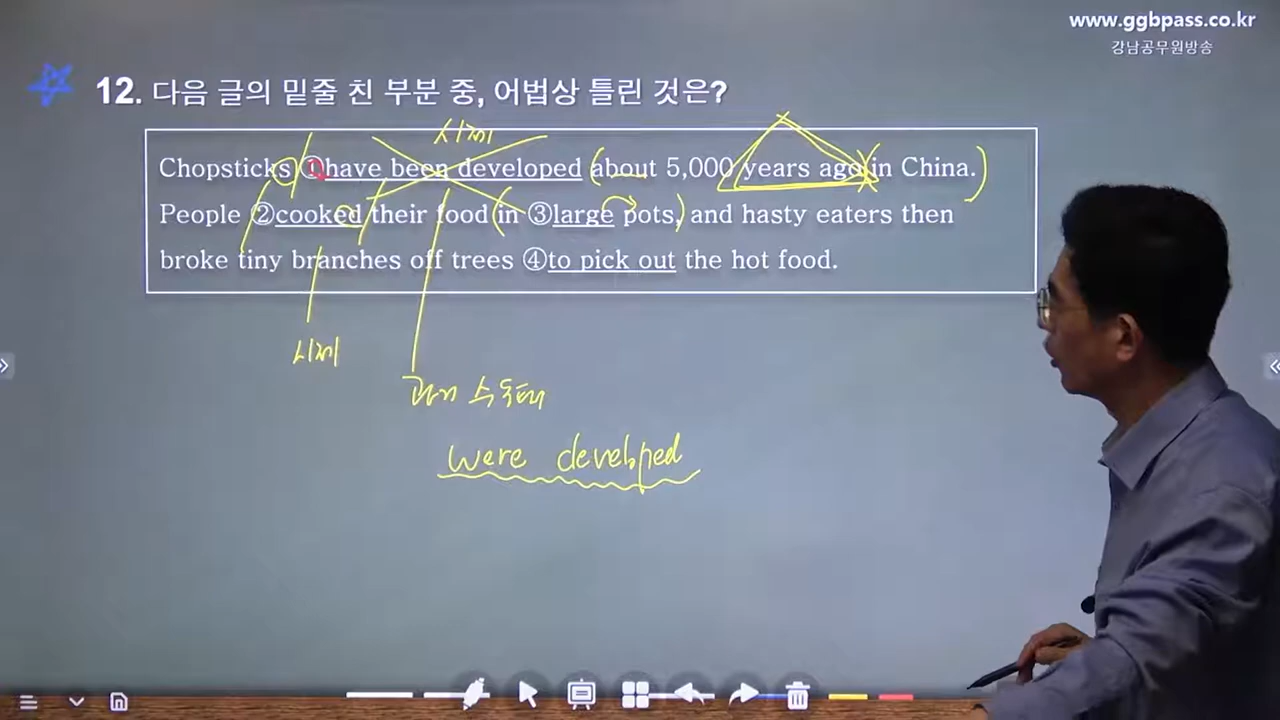 www.ggbpass.co.kr
강남공무원방송
12. 다음 글의 밑줄 친 부분 중, 어법상 틀린 것은?
시제
Chopsticks ①have been developed (about 5,000 years ago(in China.)
People ②cooked their food (in ③large pots,) and hasty eaters then
broke tiny branches off trees ④to pick out the hot food.
시제
과거 수동태
were developed